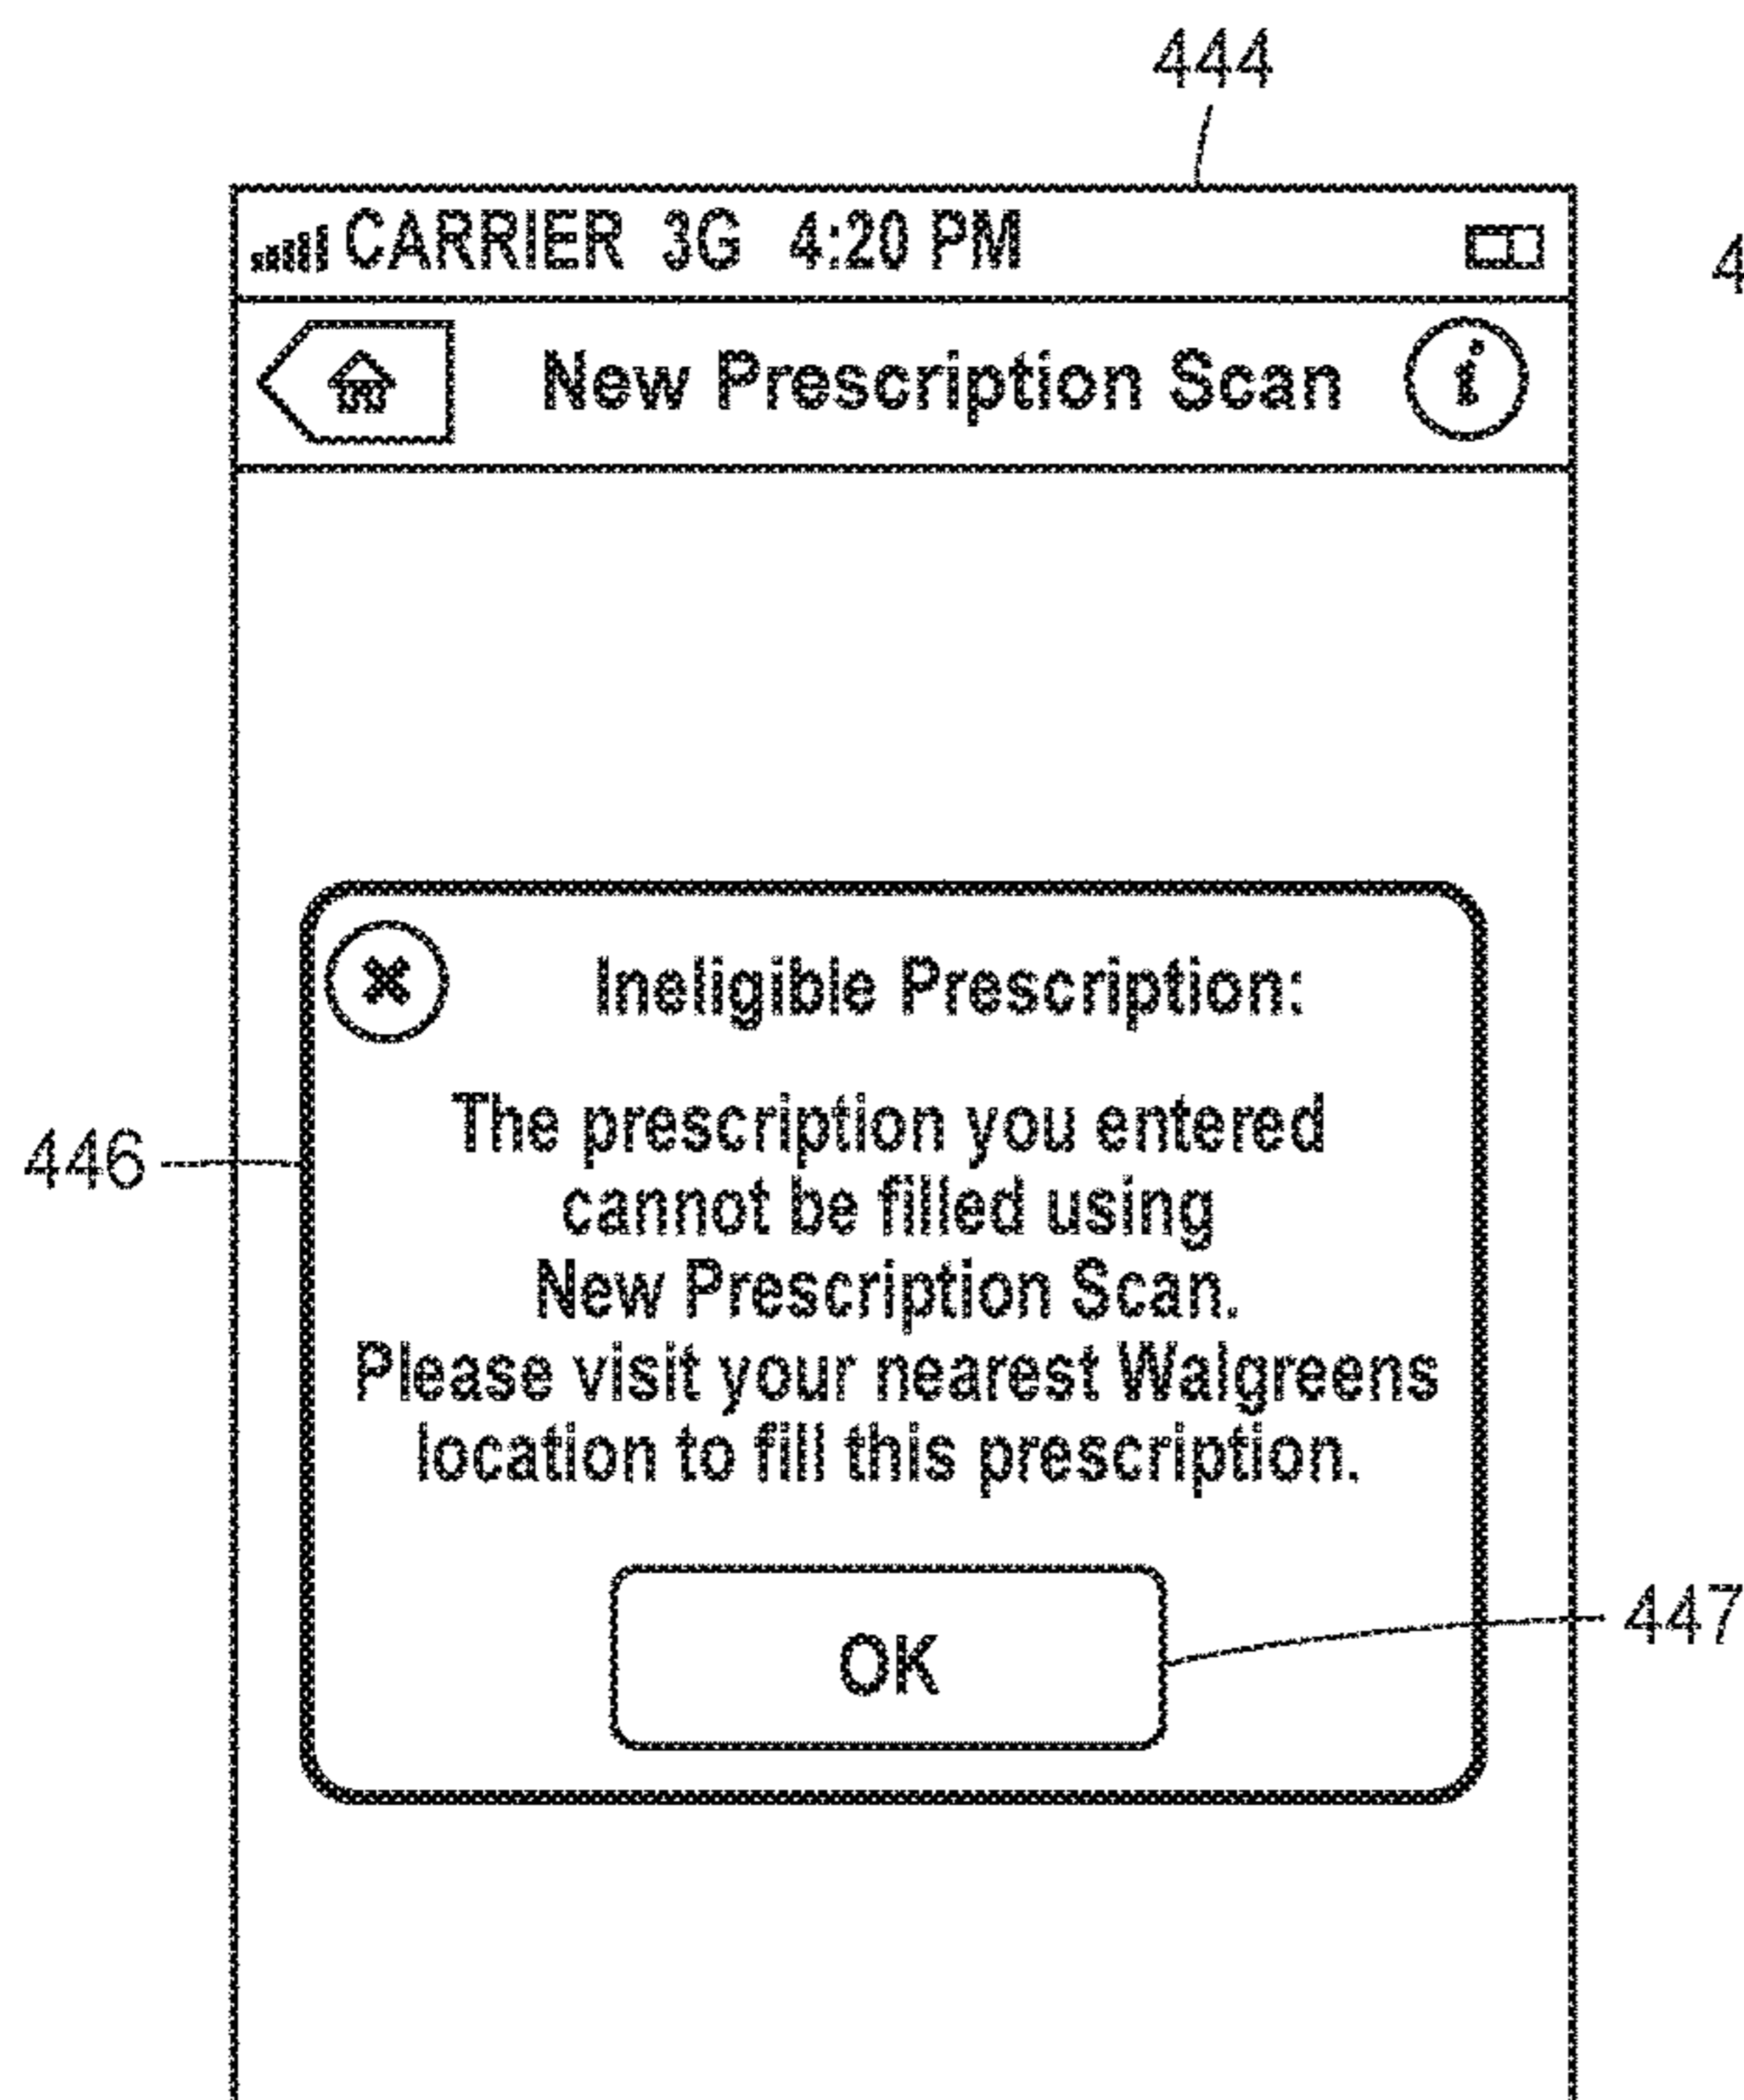 444
CARRIER 3G 4:20 PM
4
New Prescription Scan i
Ineligible Prescription:
The prescription you entered
cannot be filled using
New Prescription Scan.
Please visit your nearest Walgreens
location to fill this prescription.
446
OK
447